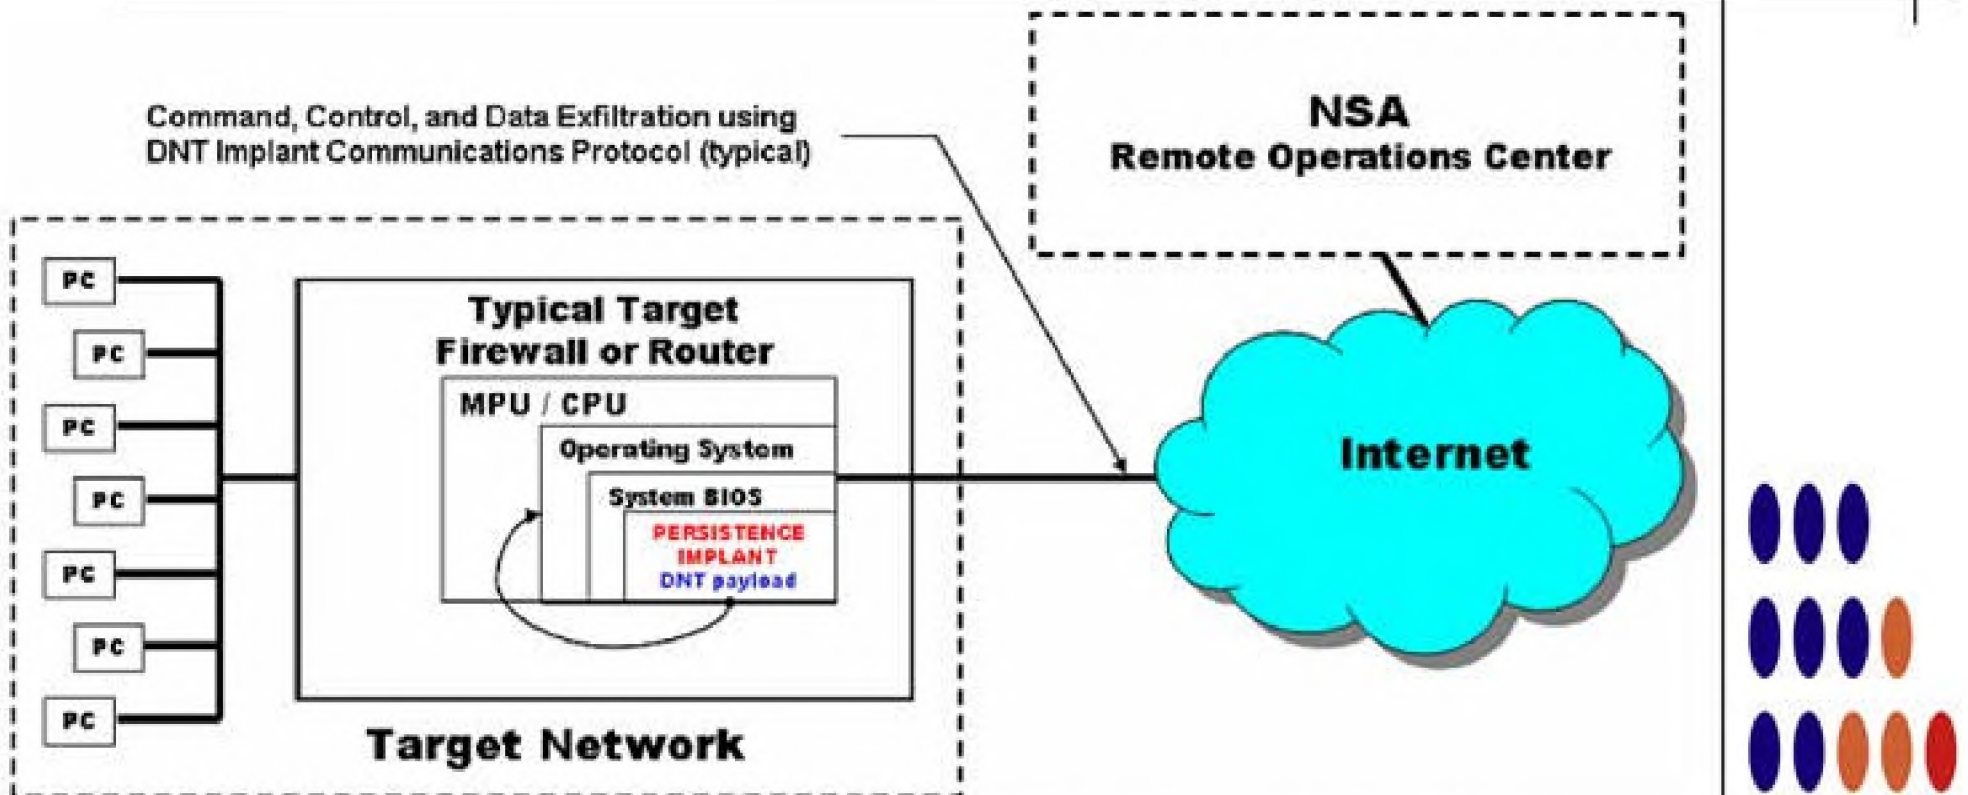 Command, Control, and Data Exfiltration using
DNT Implant Communications Protocol (typical)
NSA
Remote Operations Center
PC
PC
PC
PC
PC
PC
PC
Typical Target
Firewall or Router
MPU / CPU
Operating System
System BIOS
PERSISTENCE
IMPLANT
DNT payload
Internet
Target Network